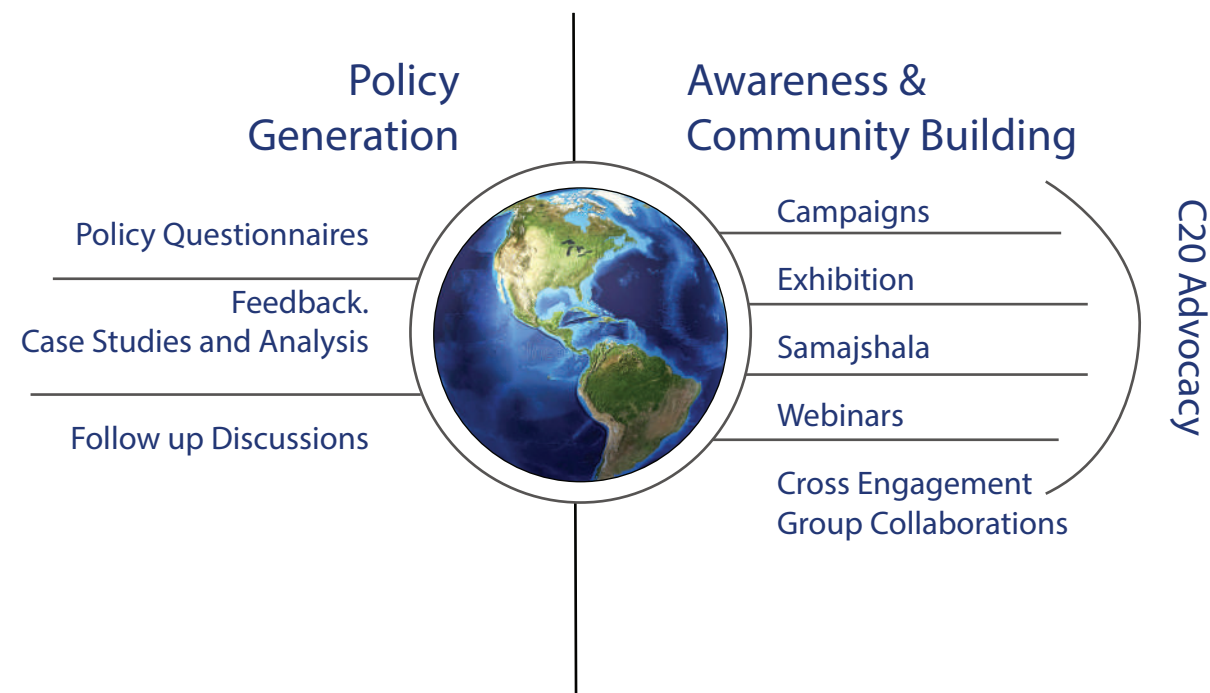 Policy
Generation
Policy Questionnaires
Feedback.
Case Studies and Analysis
Follow up Discussions
Awareness &
Community Building
Campaigns
Exhibition
Samajshala
Webinars
Cross Engagement
Group Collaborations
C20 Advocacy